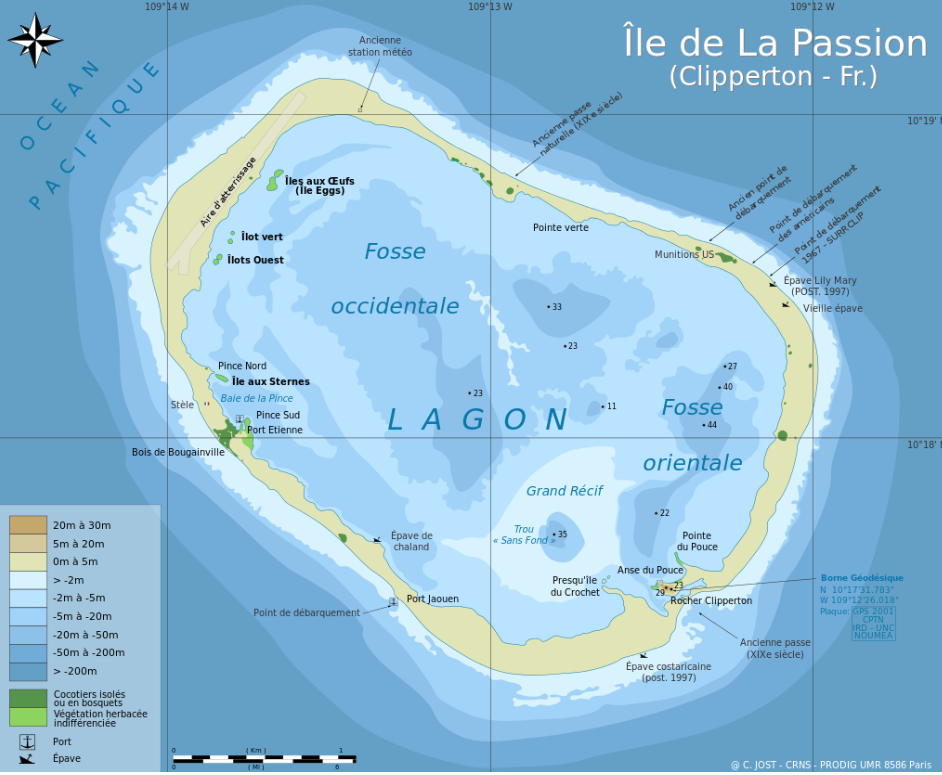 109°14 W
109°13 W
109°12 W
Île de La Passion
(Clipperton - Fr.)
OCEAN
PACIFIQUE
Ancienne
station météo
Ancienne passe
naturelle (XIXe siècle)
10°19' N
Aire d'atterrissage
Îles aux Œufs
(Île Eggs)
Îlot vert
Îlots Ouest
Pointe verte
Ancien point de
débarquement
Point de débarquement
des américains
Point de débarquement
1967 - SURRCLIP
Munitions US
Épave Lily Mary
(POST. 1997)
Vieille épave
Fosse
occidentale
33
23
27
40
Pince Nord
Île aux Sternes
Baie de la Pince
23
11
Stèle
Pince Sud
Port Etienne
Bois de Bougainville
LAGON
Fosse
orientale
44
10°18' N
Grand Récif
22
Trou
« Sans Fond »
35
Épave de
chaland
Pointe
du Pouce
Anse du Pouce
Presqu'île
du Crochet
29
23
Rocher Clipperton
Port Jaouen
Point de débarquement
Borne Géodésique
N 10°17'31.783"
W 109°12'26.018"
Plaque: GPS 2001
CPTN
IRD - UNC
NOUMEA
Ancienne passe
(XIXe siècle)
Épave costaricaine
(post. 1997)
20m à 30m
5m à 20m
0m à 5m
> -2m
-2m à -5m
-5m à -20m
-20m à -50m
-50m à -200m
> -200m
Cocotiers isolés
ou en bosquets
Végétation herbacée
indifférenciée
Port
Épave
0 ( Km ) 1
0 ( Mi ) 6
@ C. JOST - CRNS - PRODIG UMR 8586 Paris